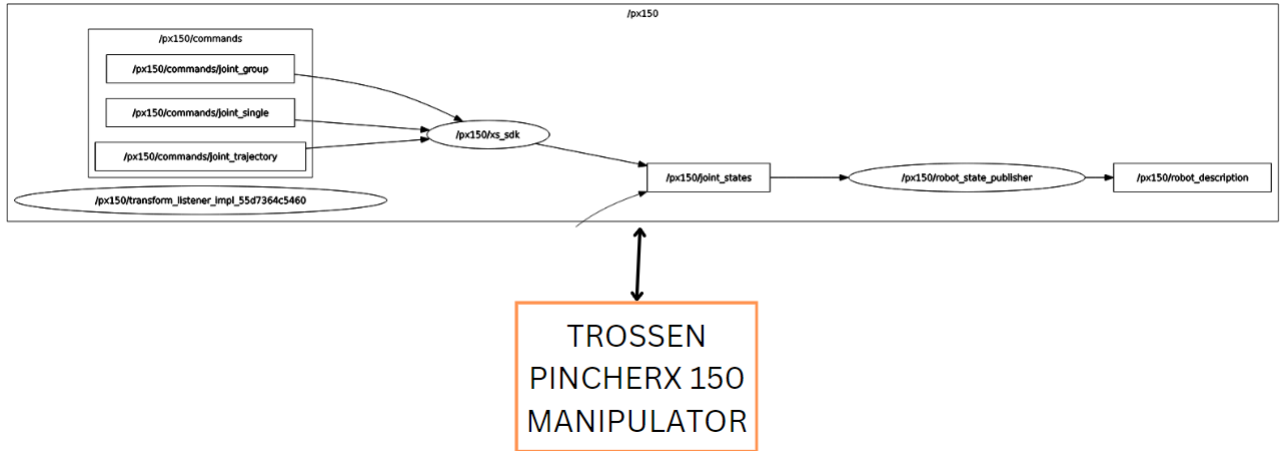 /px150
/px150/commands
/px150/commands/joint_group
/px150/commands/joint_single
/px150/commands/joint_trajectory
/px150/transform_listener_impl_55d7364c5460
/px150/xs_sdk
/px150/joint_states
/px150/robot_state_publisher
/px150/robot_description
TROSSEN
PINCHERX 150
MANIPULATOR